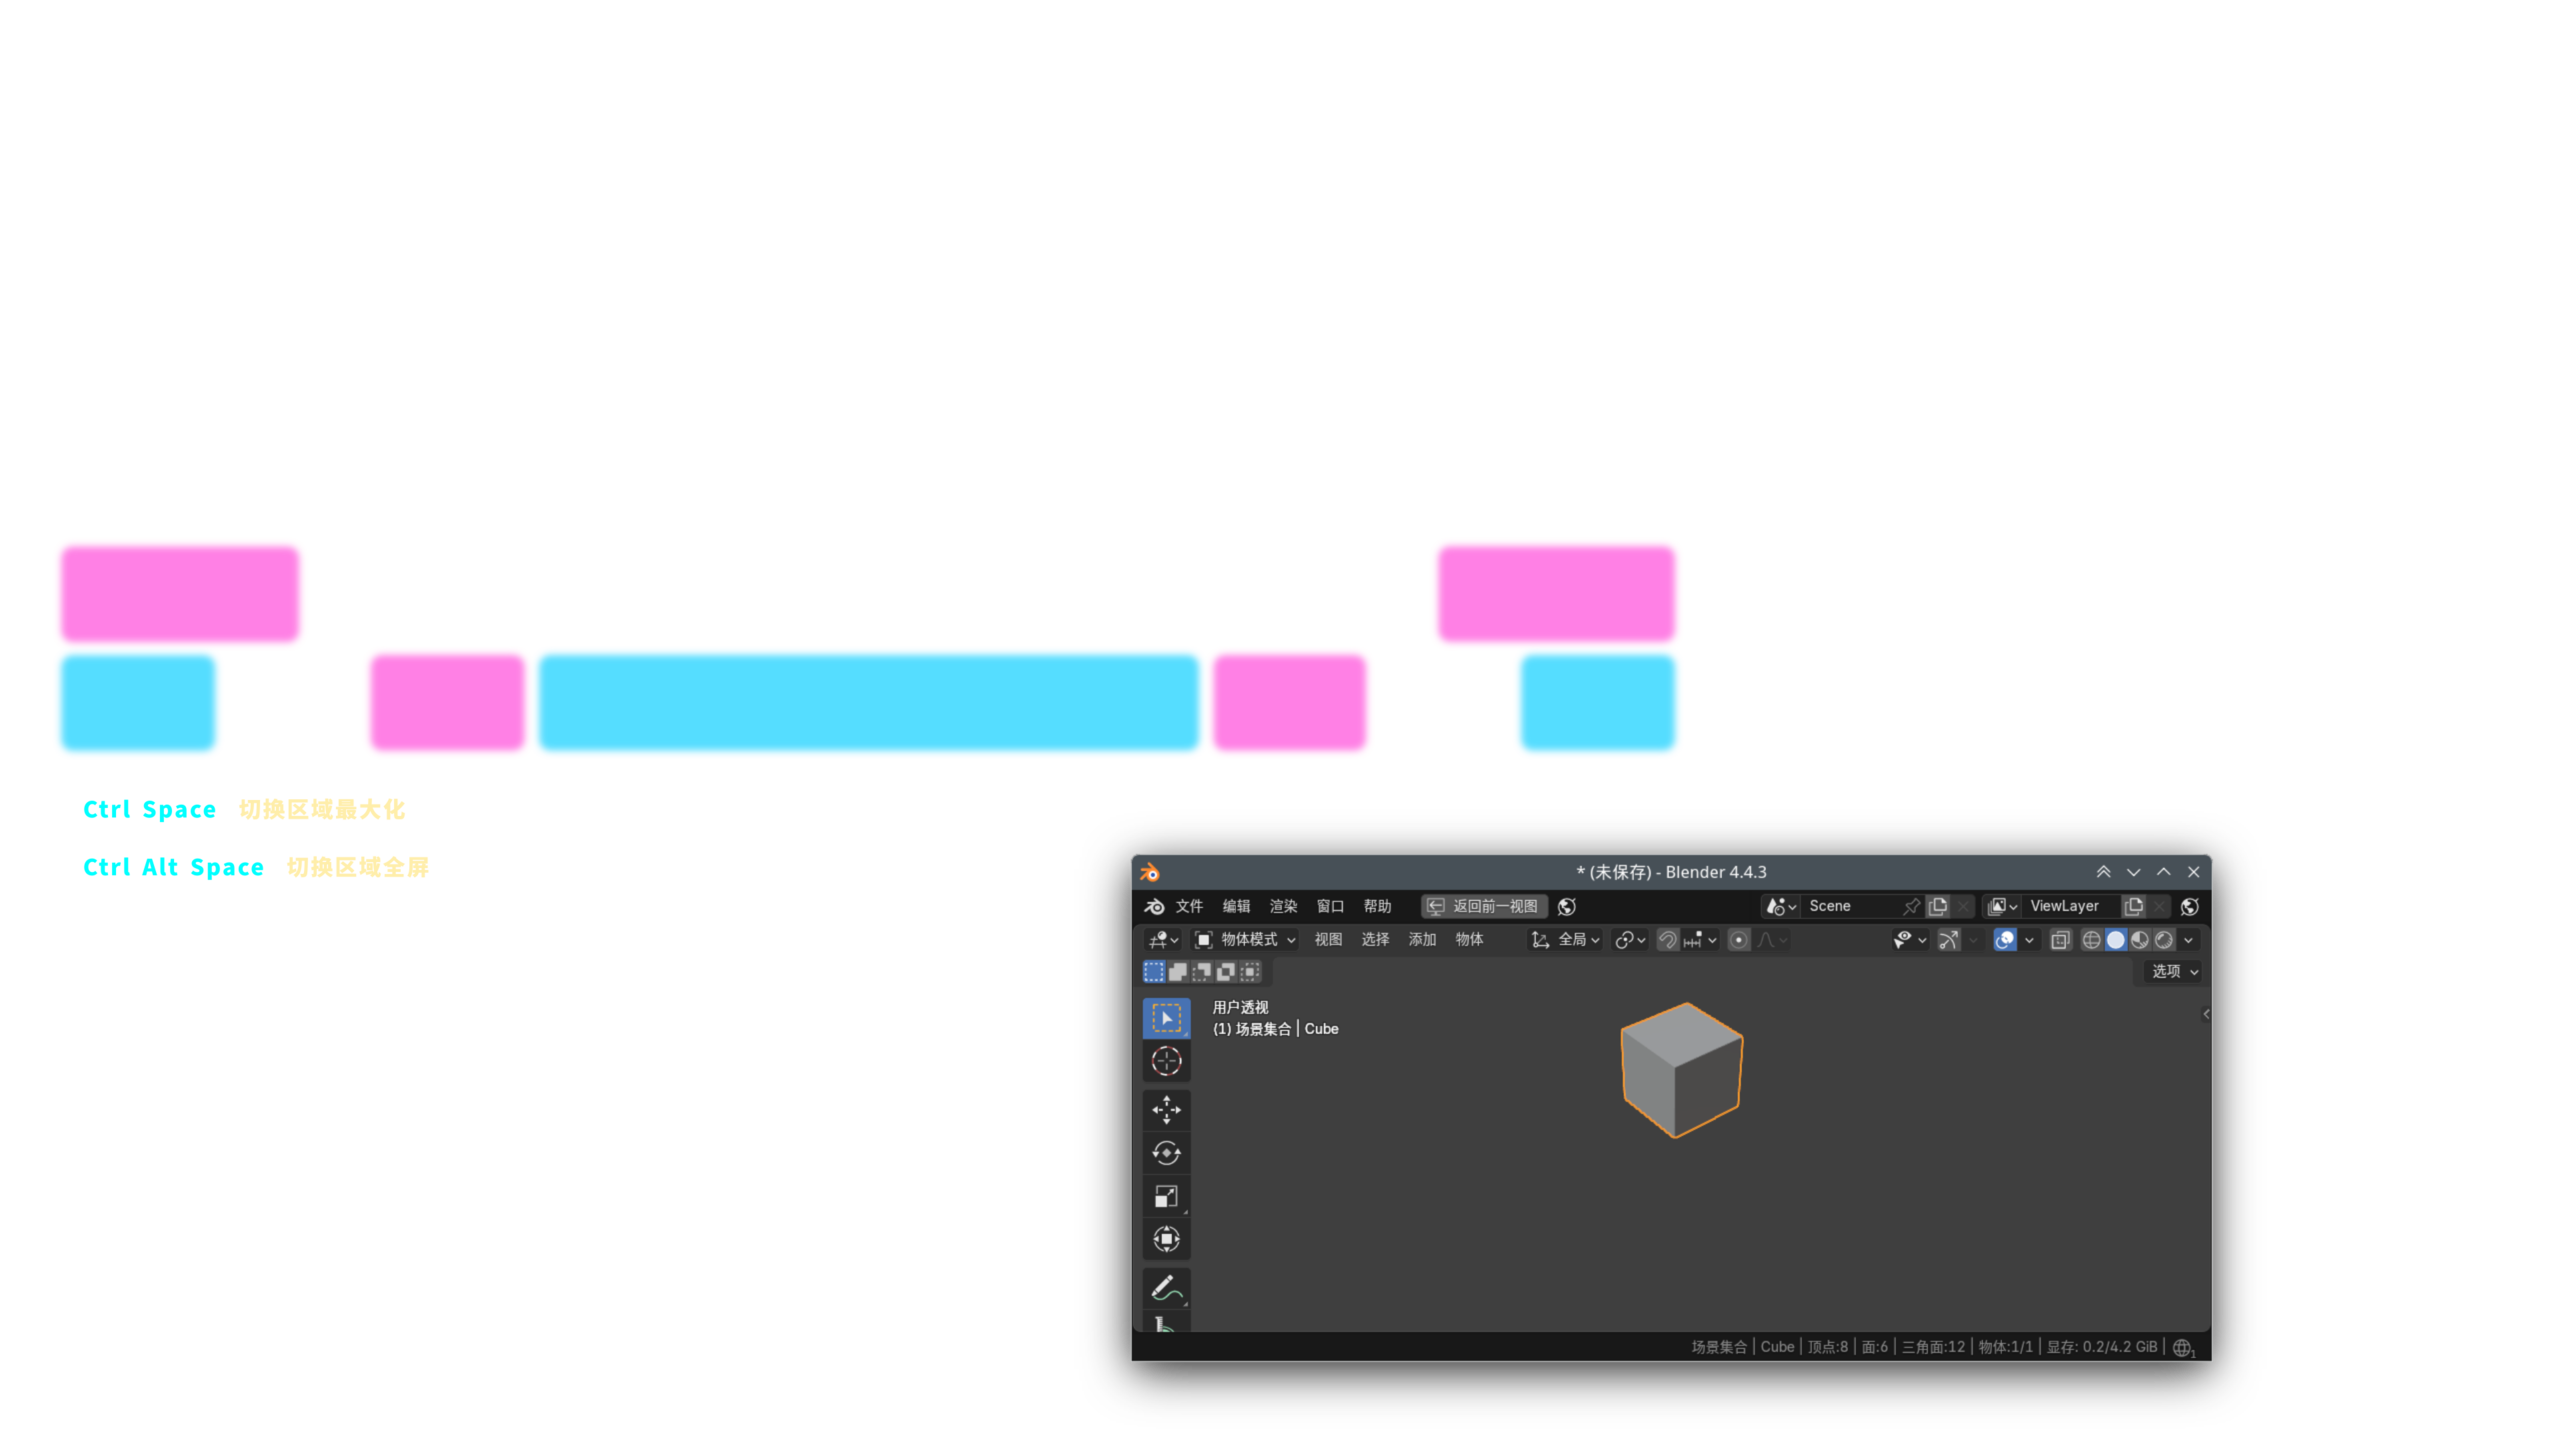 Ctrl Space 切换区域最大化
Ctrl Alt Space 切换区域全屏
* (未保存) - Blender 4.4.3
文件 编辑 渲染 窗口 帮助 返回前一视图 Scene ViewLayer
物体模式 视图 选择 添加 物体 全局
选项
用户透视
(1) 场景集合 | Cube
场景集合 | Cube | 顶点:8 | 面:6 | 三角面:12 | 物体:1/1 | 显存: 0.2/4.2 GiB | 1